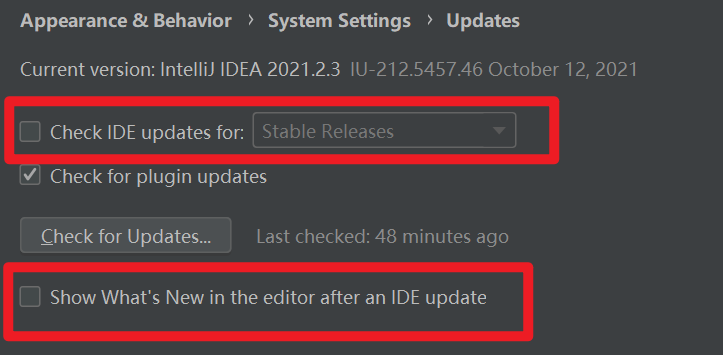 Appearance & Behavior › System Settings › Updates
Current version: IntelliJ IDEA 2021.2.3 IU-212.5457.46 October 12, 2021
Check IDE updates for: Stable Releases
Check for plugin updates
Check for Updates... Last checked: 48 minutes ago
Show What's New in the editor after an IDE update